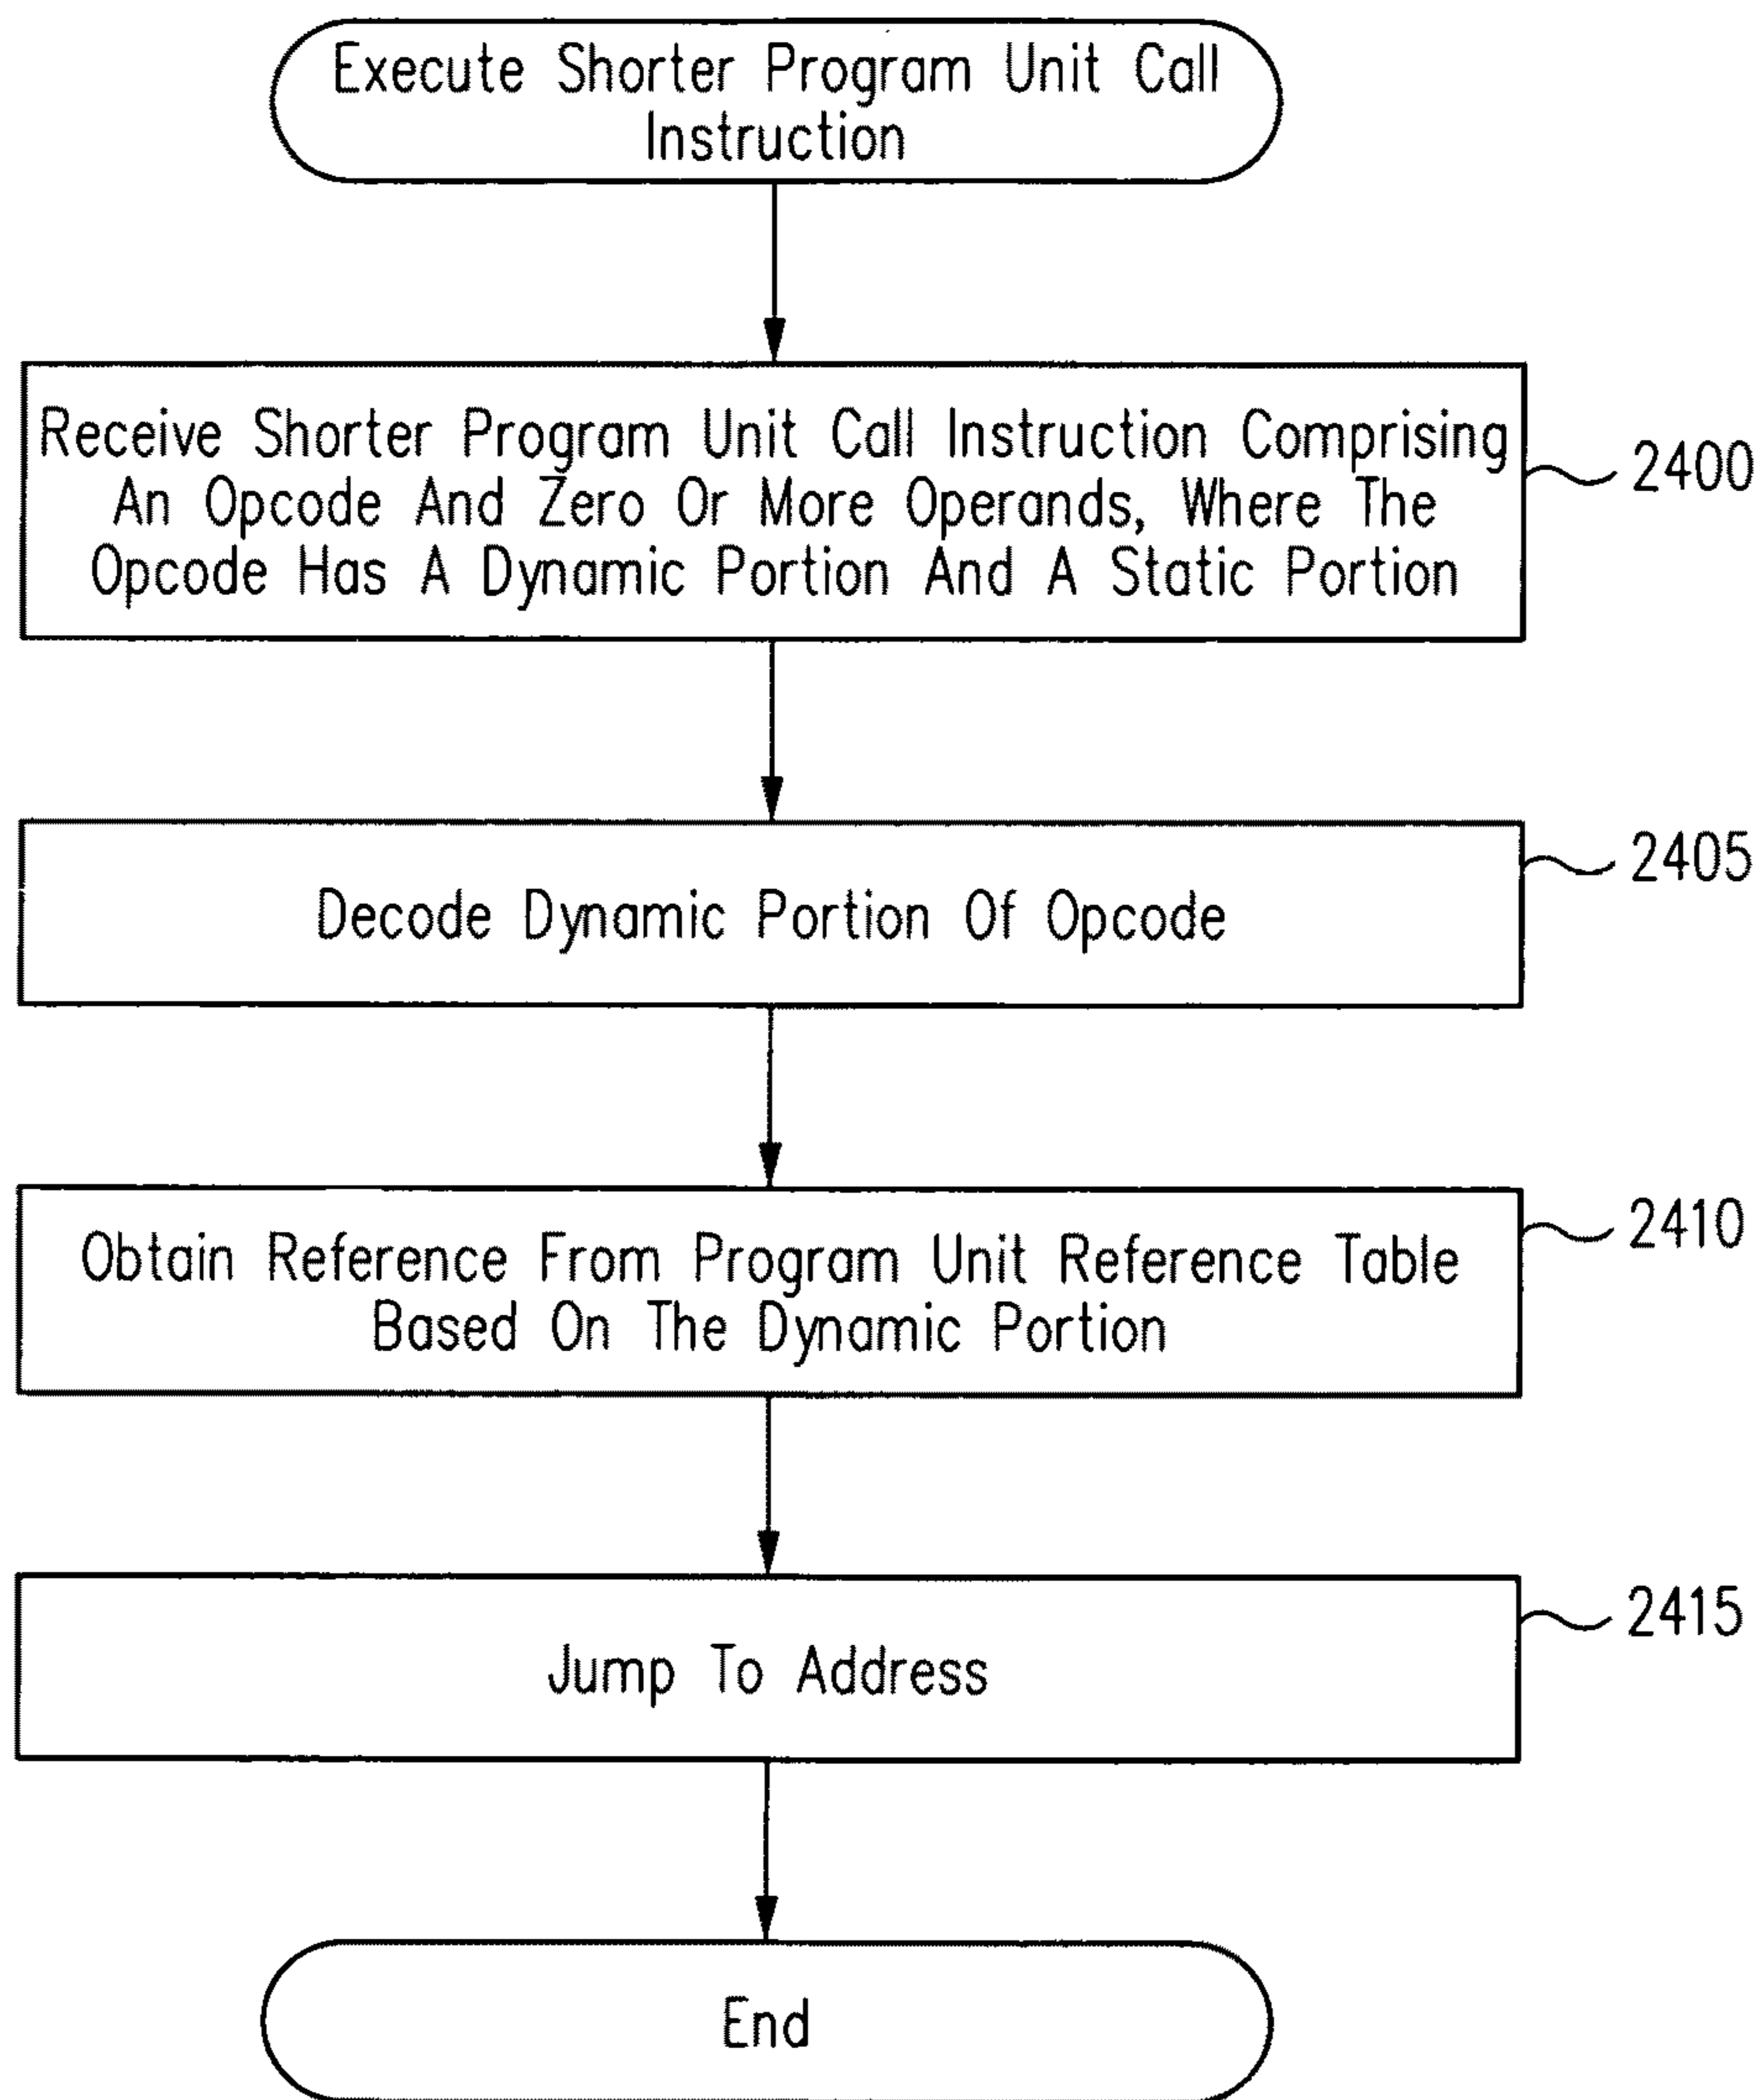 Execute Shorter Program Unit Call
Instruction
Receive Shorter Program Unit Call Instruction Comprising
An Opcode And Zero Or More Operands, Where The
Opcode Has A Dynamic Portion And A Static Portion
2400
Decode Dynamic Portion Of Opcode
2405
Obtain Reference From Program Unit Reference Table
Based On The Dynamic Portion
2410
Jump To Address
2415
End